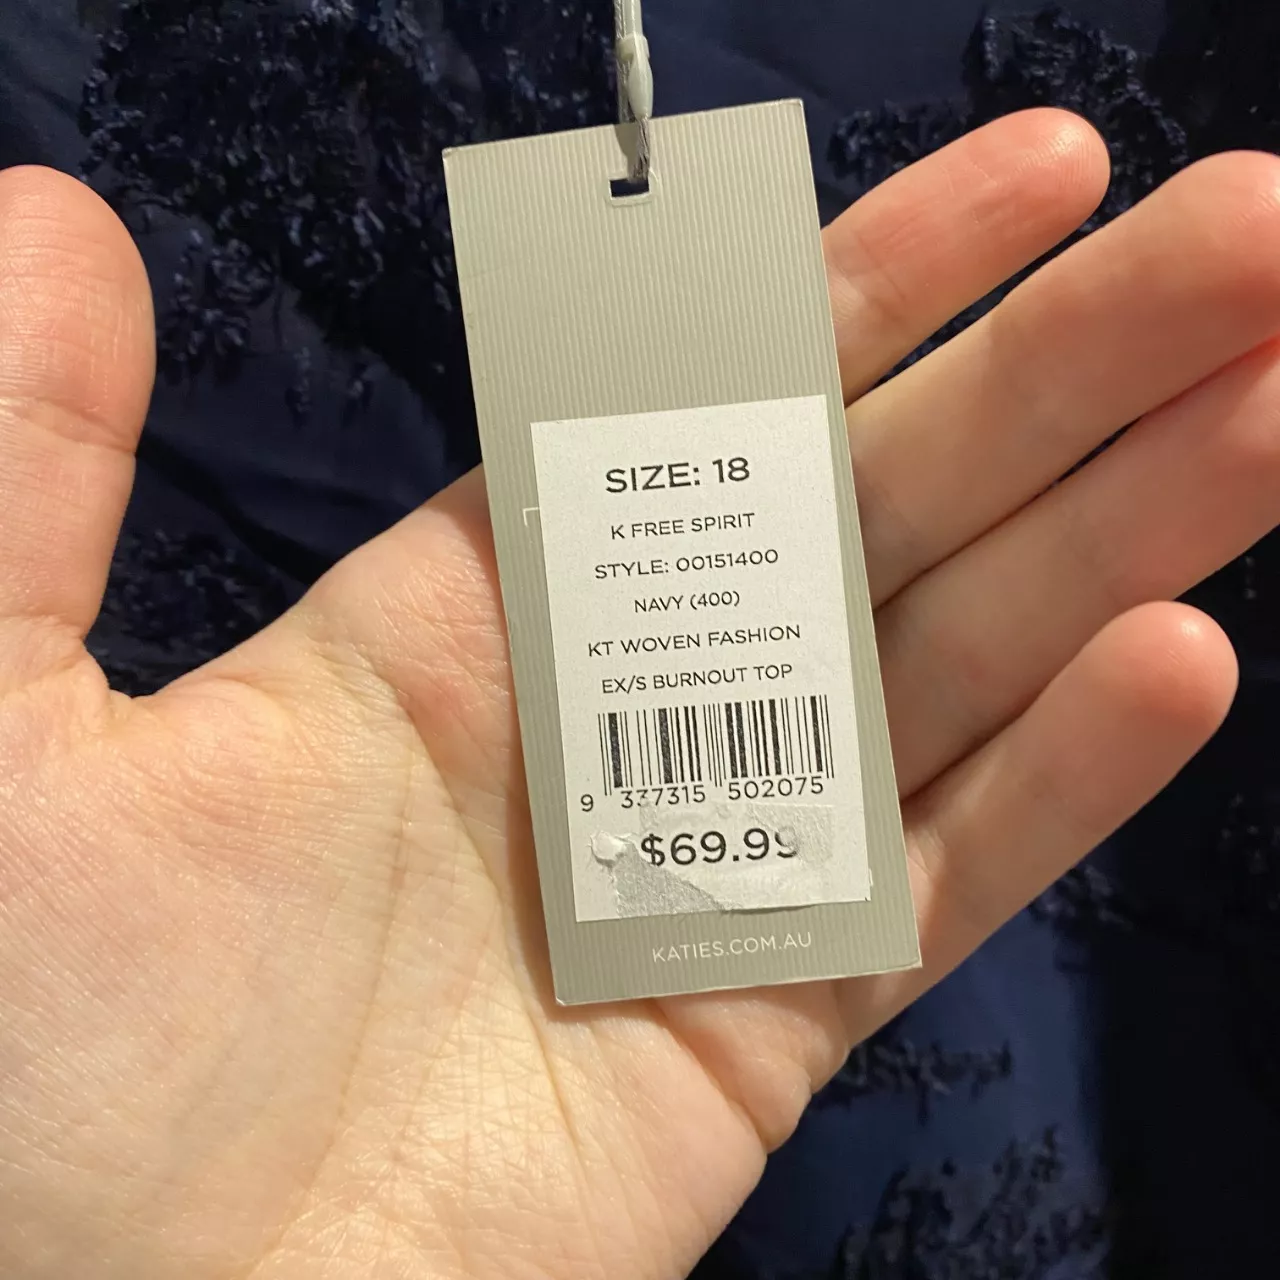 SIZE: 18
K FREE SPIRIT
STYLE: 00151400
NAVY (400)
KT WOVEN FASHION
EX/S BURNOUT TOP
9 337315 502075
$69.99
KATIES.COM.AU